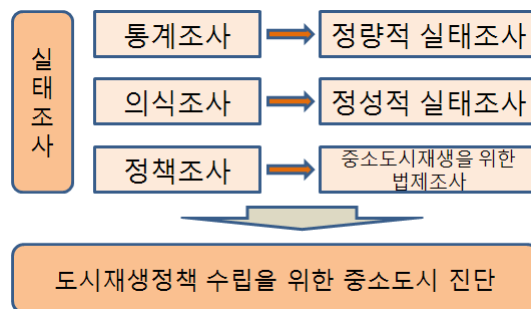 실태조사
통계조사
정량적 실태조사
의식조사
정성적 실태조사
정책조사
중소도시재생을 위한
법제조사
도시재생정책 수립을 위한 중소도시 진단